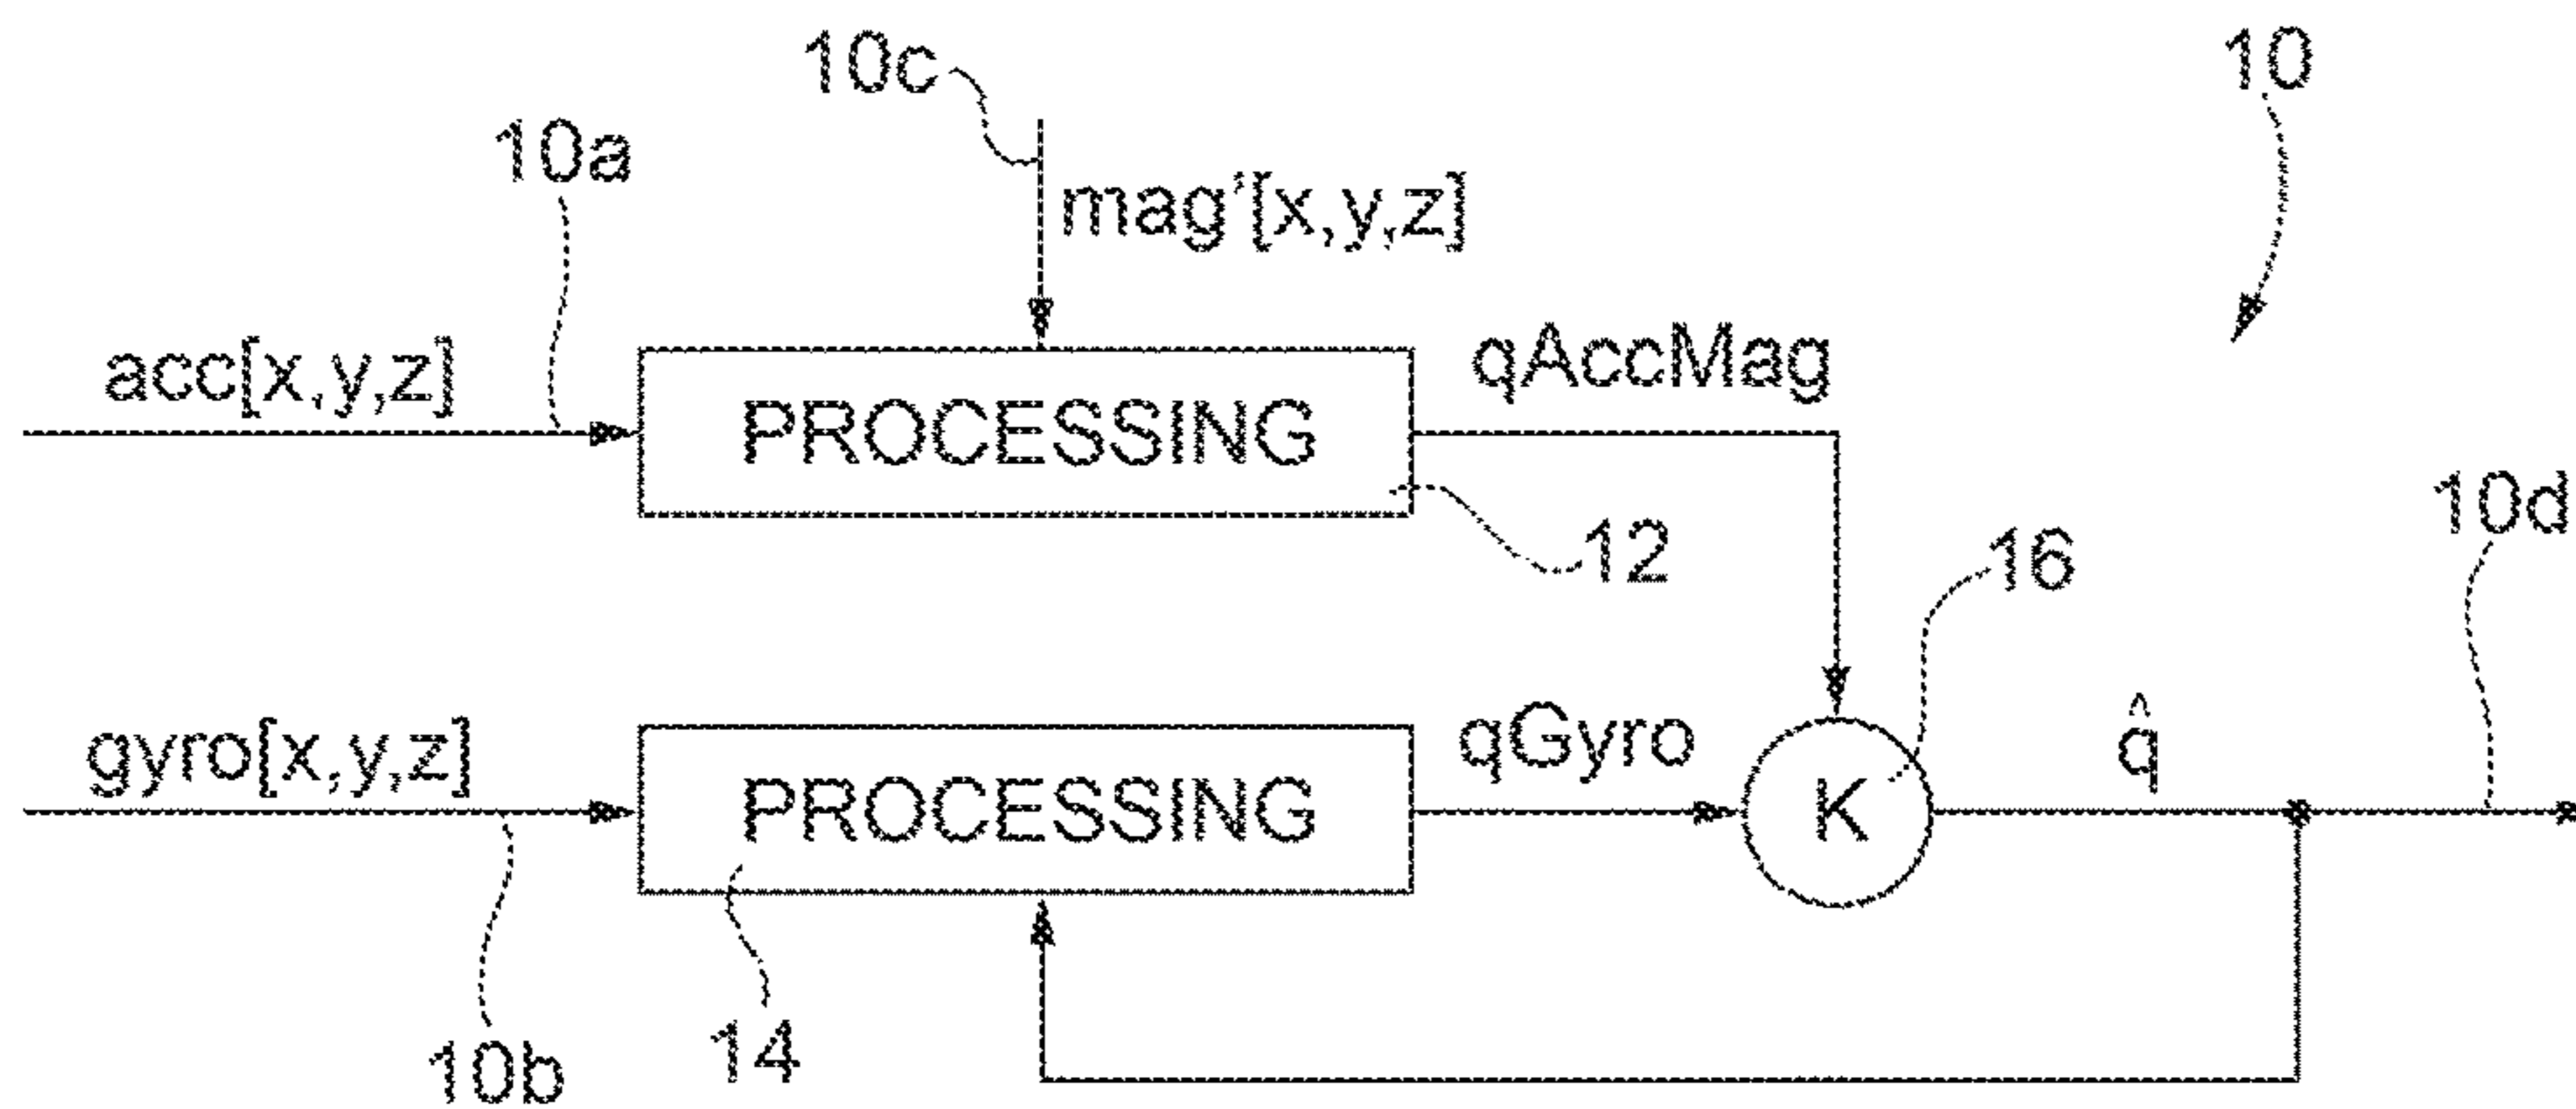 10c
10
10a
mag'[x,y,z]
acc[x,y,z]
qAccMag
PROCESSING
10d
12
16
gyro[x,y,z]
qGyro
q̂
PROCESSING
K
10b
14